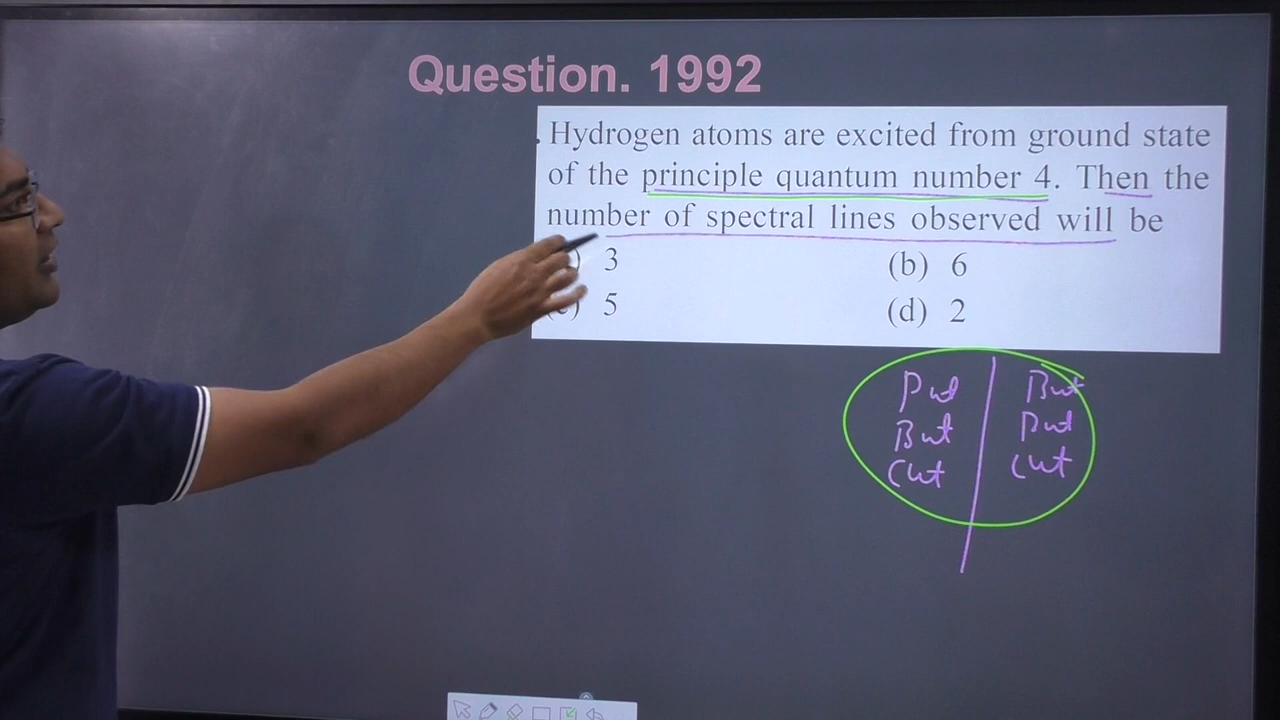 Question. 1992
Hydrogen atoms are excited from ground state
of the principle quantum number 4. Then the
number of spectral lines observed will be
3 (b) 6
5 (d) 2
Put But
But Put
Cut Cut